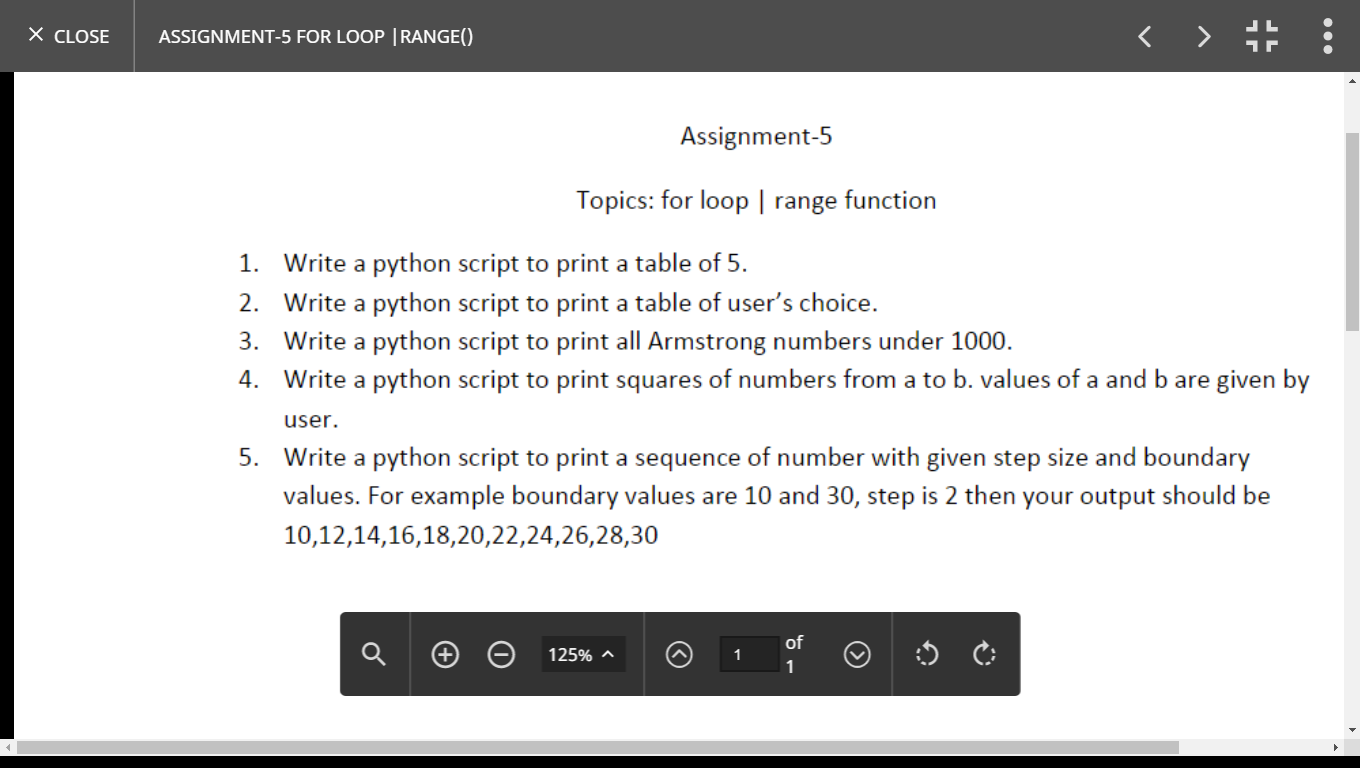 CLOSE
ASSIGNMENT-5 FOR LOOP |RANGE()
Assignment-5
Topics: for loop | range function
1. Write a python script to print a table of 5.
2. Write a python script to print a table of user’s choice.
3. Write a python script to print all Armstrong numbers under 1000.
4. Write a python script to print squares of numbers from a to b. values of a and b are given by
user.
5. Write a python script to print a sequence of number with given step size and boundary
values. For example boundary values are 10 and 30, step is 2 then your output should be
10,12,14,16,18,20,22,24,26,28,30
125%
1
of
1